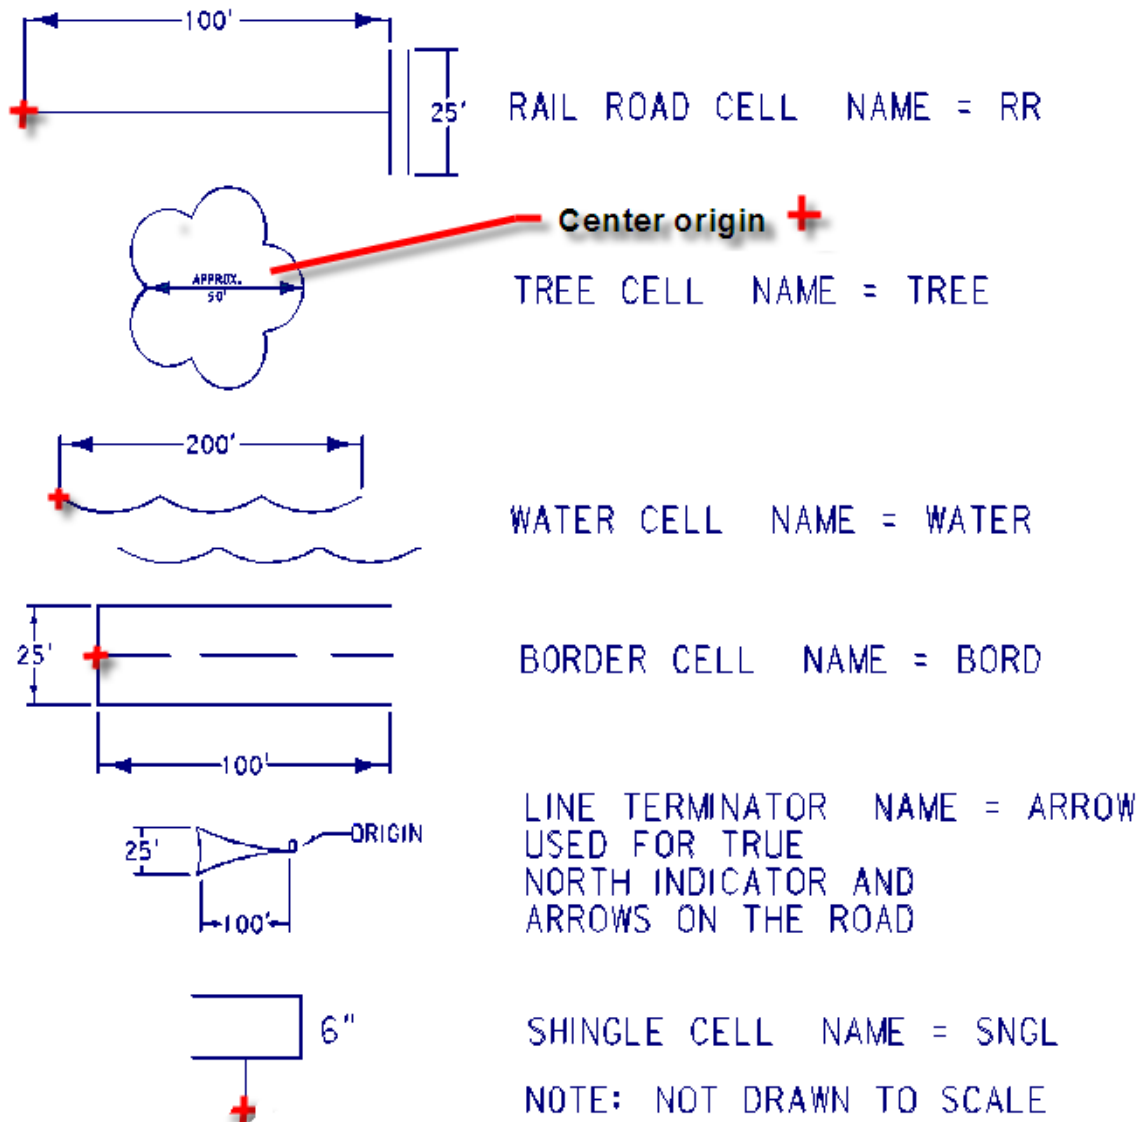 100'
25'
RAIL ROAD CELL NAME = RR
Center origin
APPROX.
50'
TREE CELL NAME = TREE
200'
WATER CELL NAME = WATER
25'
BORDER CELL NAME = BORD
100'
LINE TERMINATOR NAME = ARROW
ORIGIN
25'
USED FOR TRUE
NORTH INDICATOR AND
100'
ARROWS ON THE ROAD
6"
SHINGLE CELL NAME = SNGL
NOTE: NOT DRAWN TO SCALE